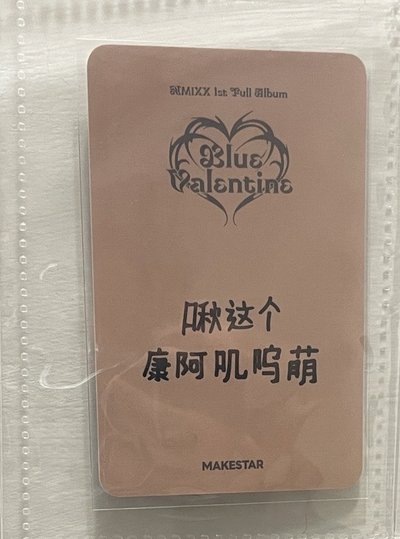 NMIXX 1st Full Album
Blue
Valentine
啾这个
康阿叽呜萌
MAKESTAR